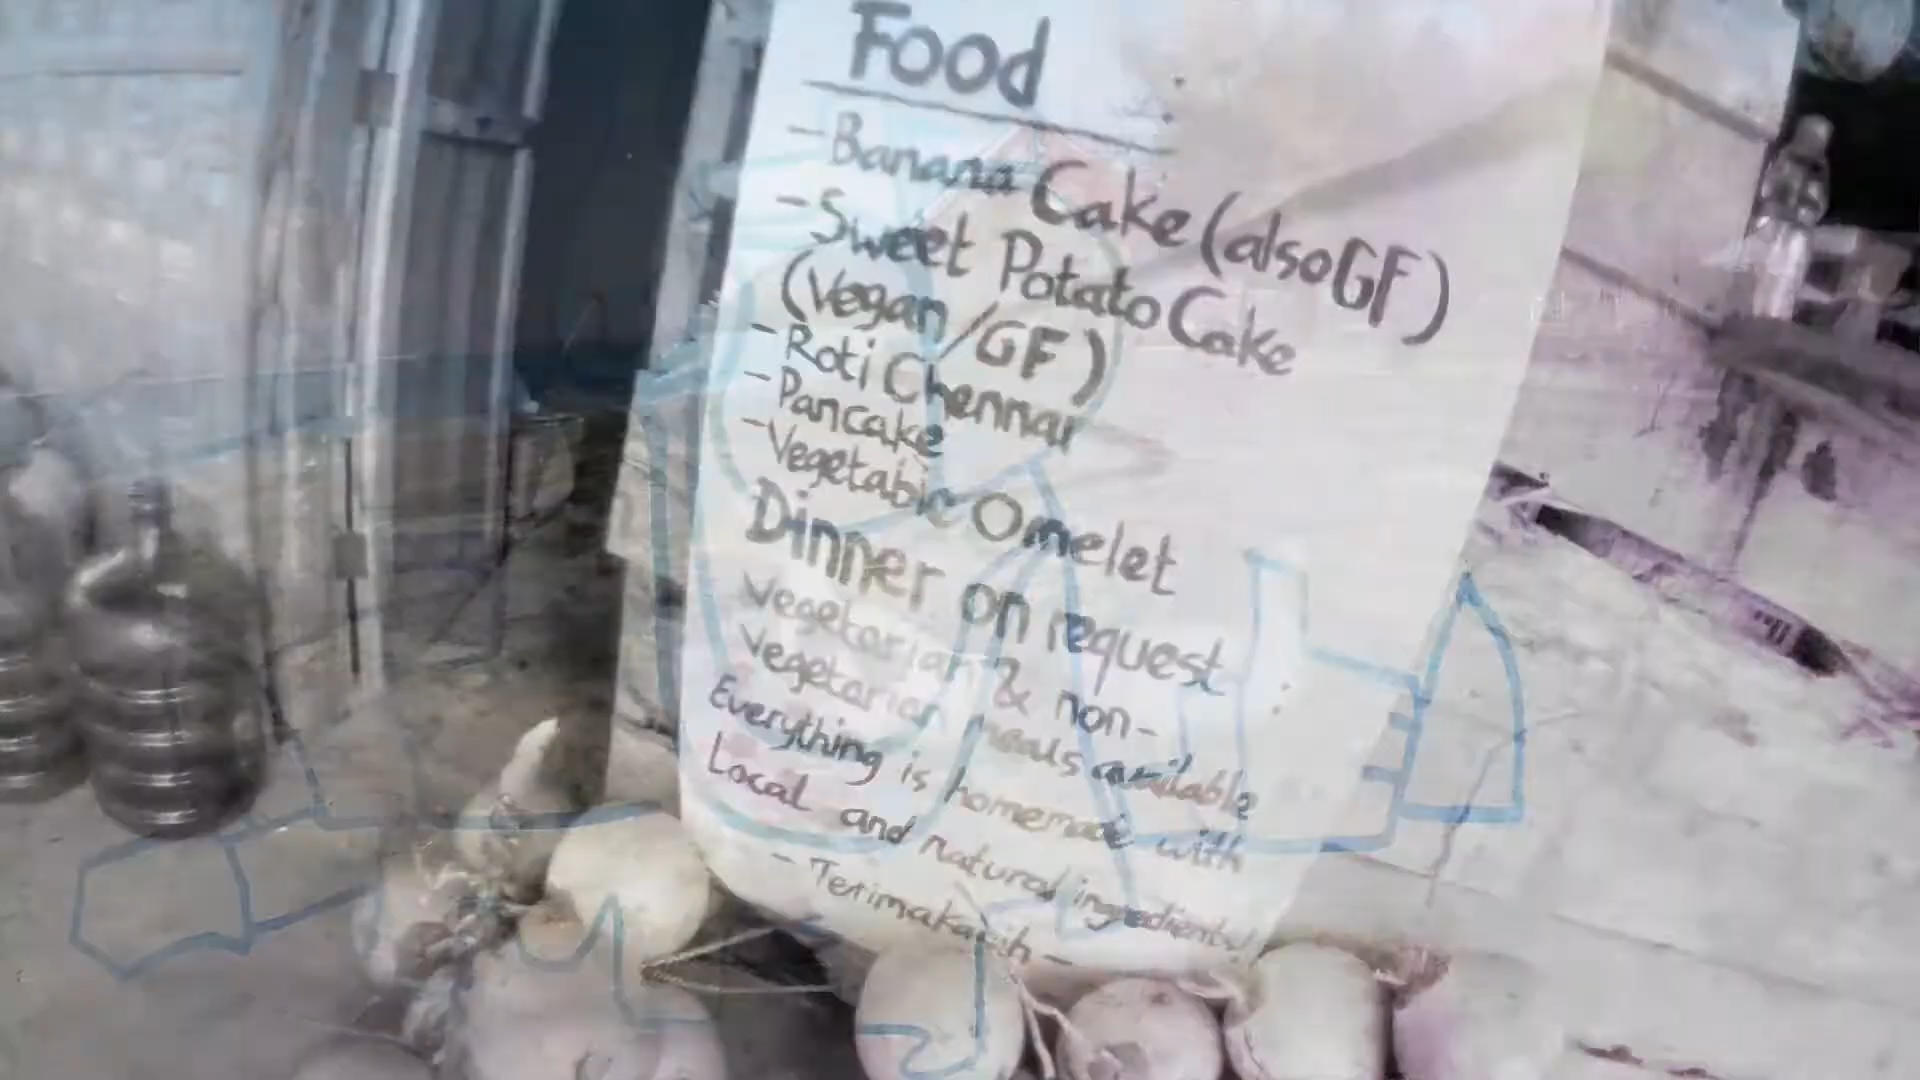 Food
- Banana Cake (also GF)
- Sweet Potato Cake
(Vegan/GF)
- Roti Chennai
- Pancake
- Vegetable Omelet
Dinner on request
vegetarian & non-
vegetarian meals available
Everything is homemade with
Local and natural ingredients!
- Terimakasih -